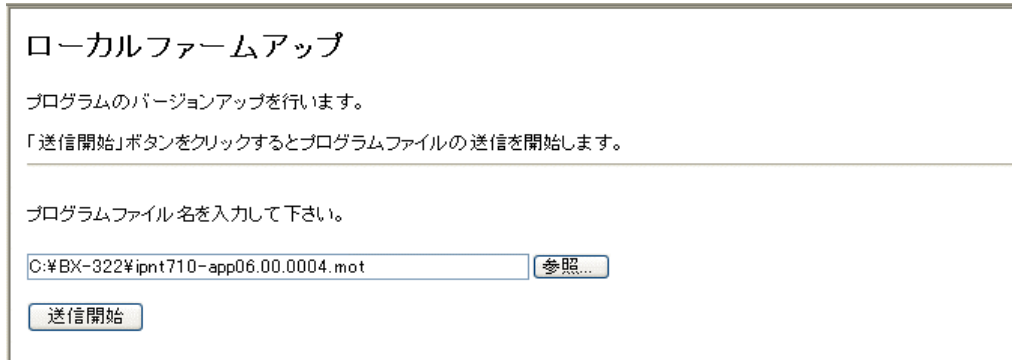 ローカルファームアップ
プログラムのバージョンアップを行います。
「送信開始」ボタンをクリックするとプログラムファイルの送信を開始します。
プログラムファイル名を入力して下さい。
C:¥BX-322¥ipnt710-app06.00.0004.mot 参照...
送信開始